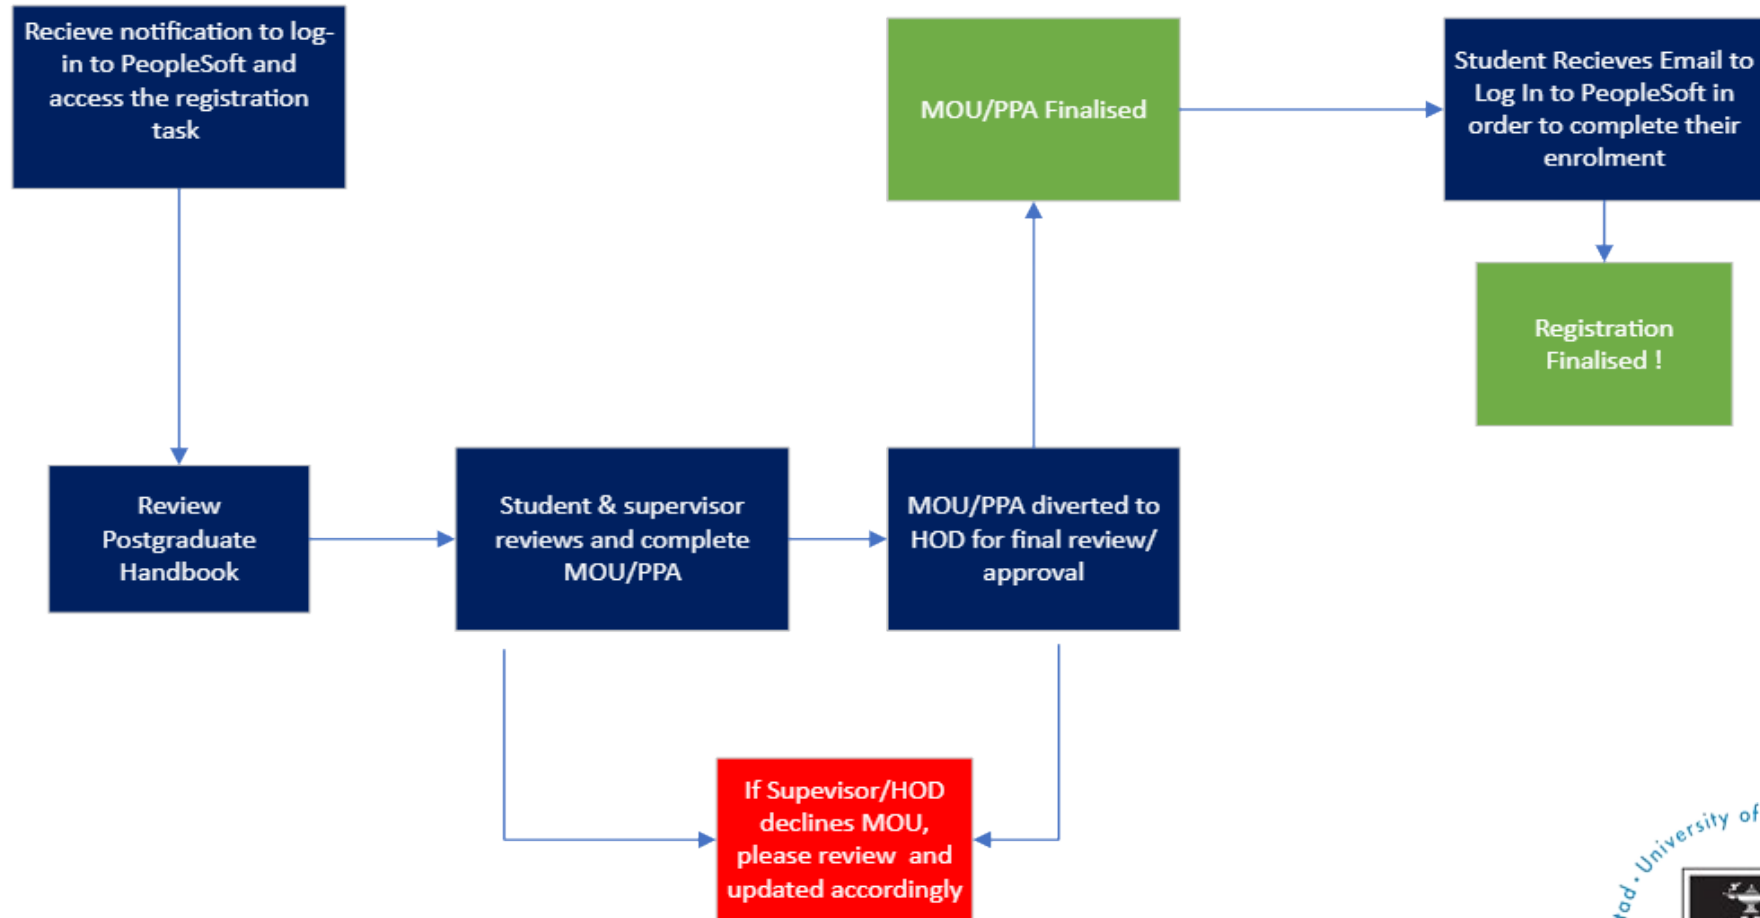 Recieve notification to log-
in to PeopleSoft and
access the registration
task
Review
Postgraduate
Handbook
Student & supervisor
reviews and complete
MOU/PPA
MOU/PPA diverted to
HOD for final review/
approval
If Supevisor/HOD
declines MOU,
please review and
updated accordingly
MOU/PPA Finalised
Student Recieves Email to
Log In to PeopleSoft in
order to complete their
enrolment
Registration
Finalised !
University of